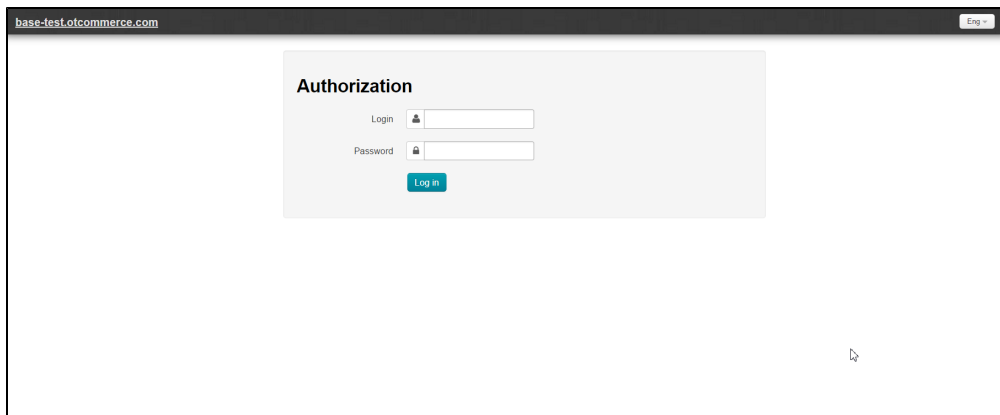 base-test.otcommerce.com
Eng
Authorization
Login
Password
Log in